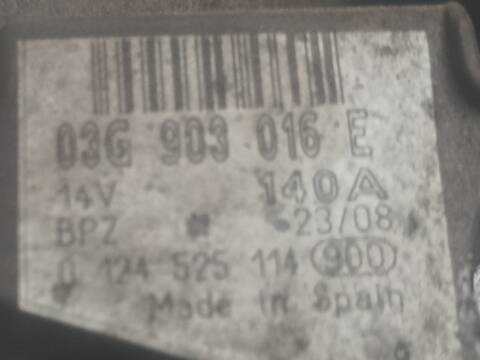 03G 903 016 E
14V 140A
BPZ 23/08
0 124 525 114 900
Made in Spain